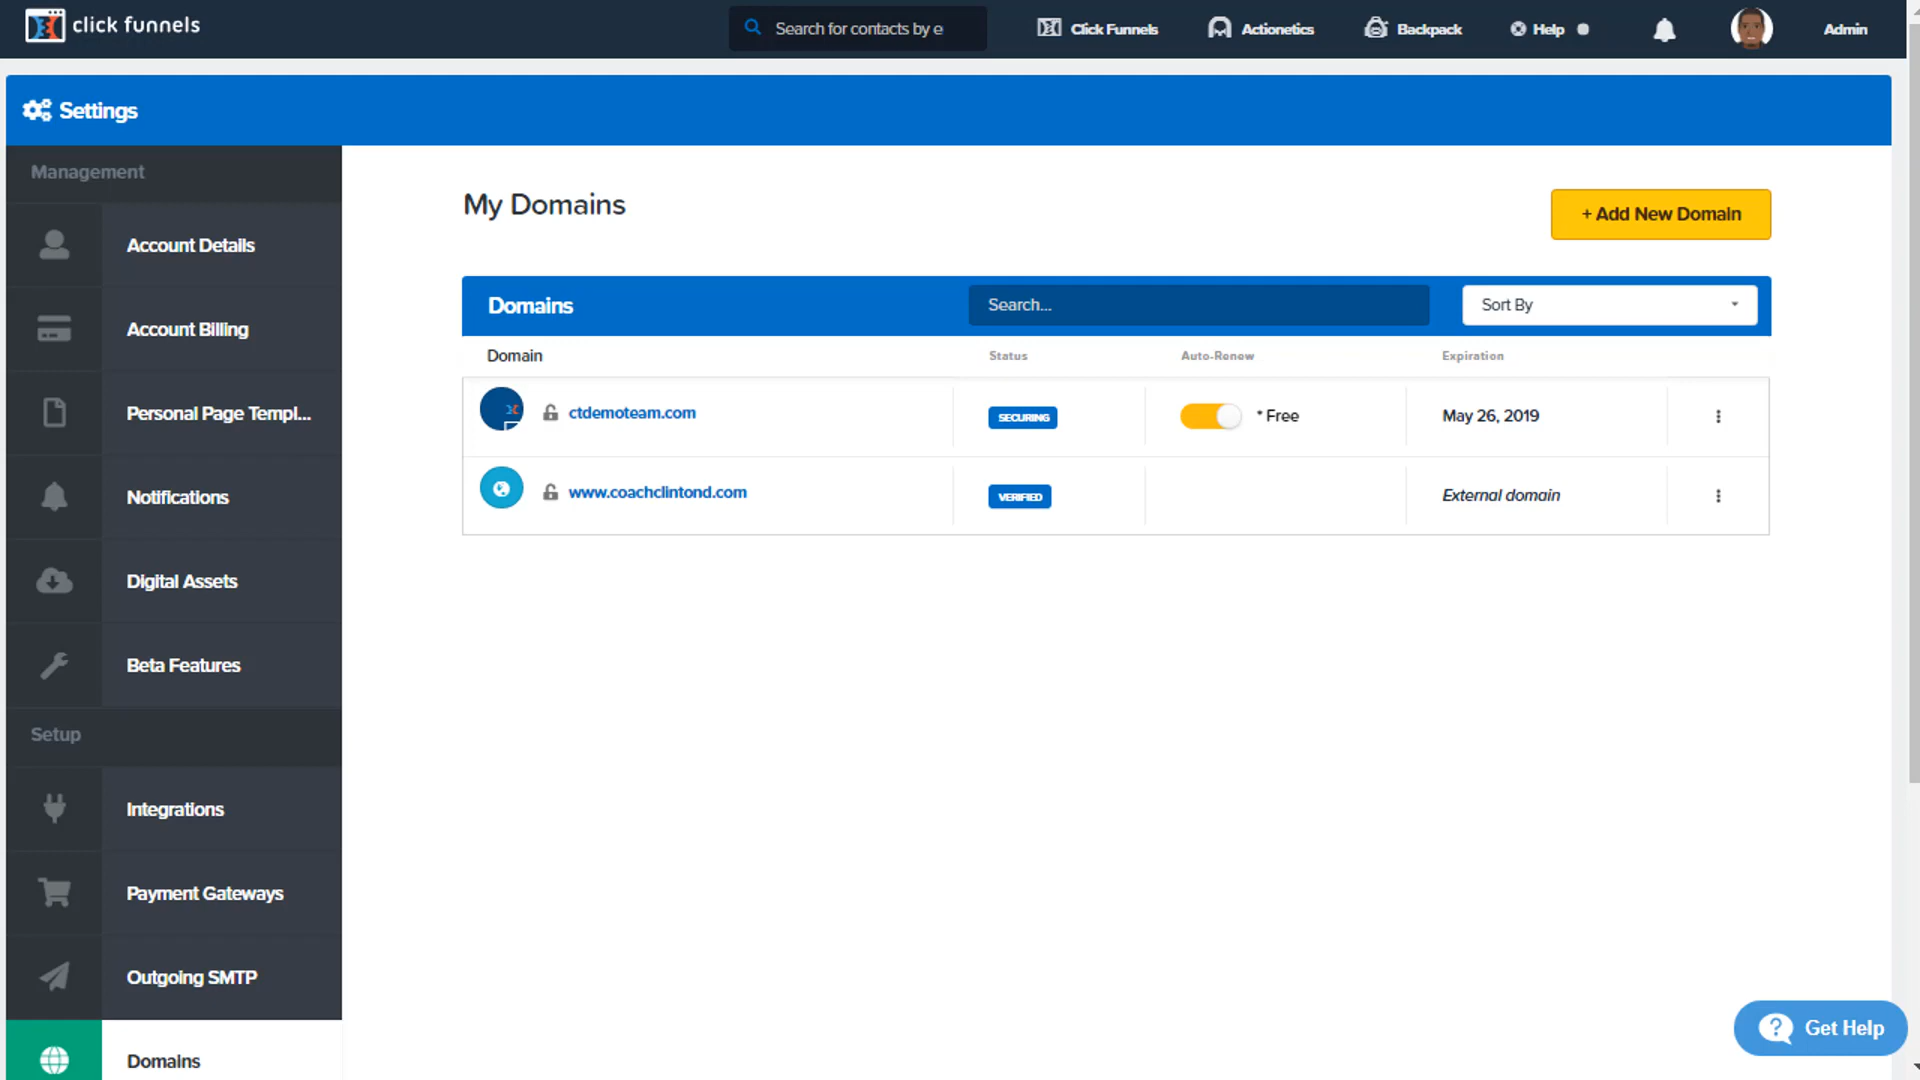 click funnels
Search for contacts by e
Click Funnels
Actionetics
Backpack
Help
Admin
Settings
Management
Account Details
Account Billing
Personal Page Templ...
Notifications
Digital Assets
Beta Features
Setup
Integrations
Payment Gateways
Outgoing SMTP
Domains
My Domains
+ Add New Domain
Domains
Search...
Sort By
Domain Status Auto-Renew Expiration
ctdemoteam.com SECURING * Free May 26, 2019
www.coachclintond.com VERIFIED External domain
? Get Help